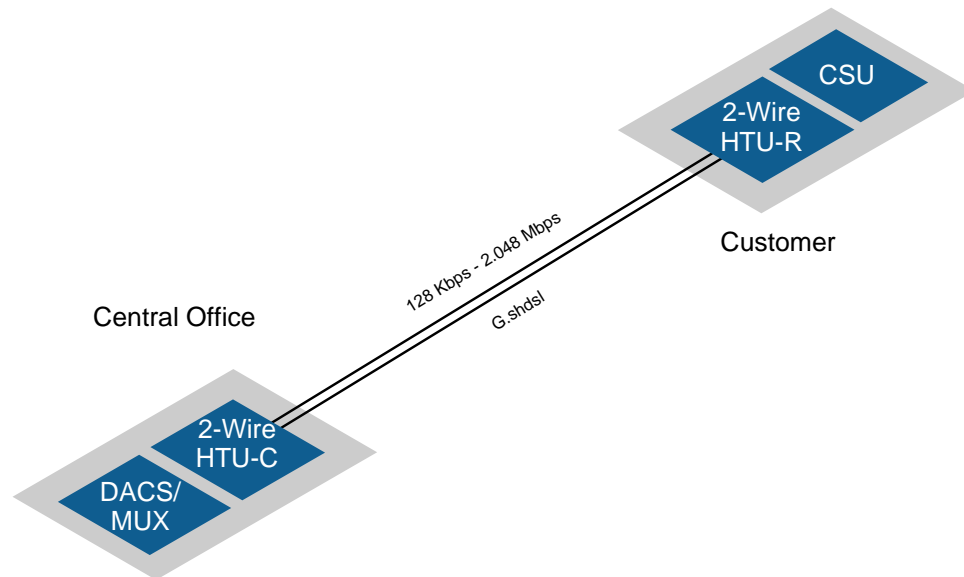 CSU
2-Wire
HTU-R
Customer
128 Kbps - 2.048 Mbps
G.shdsl
Central Office
2-Wire
HTU-C
DACS/
MUX